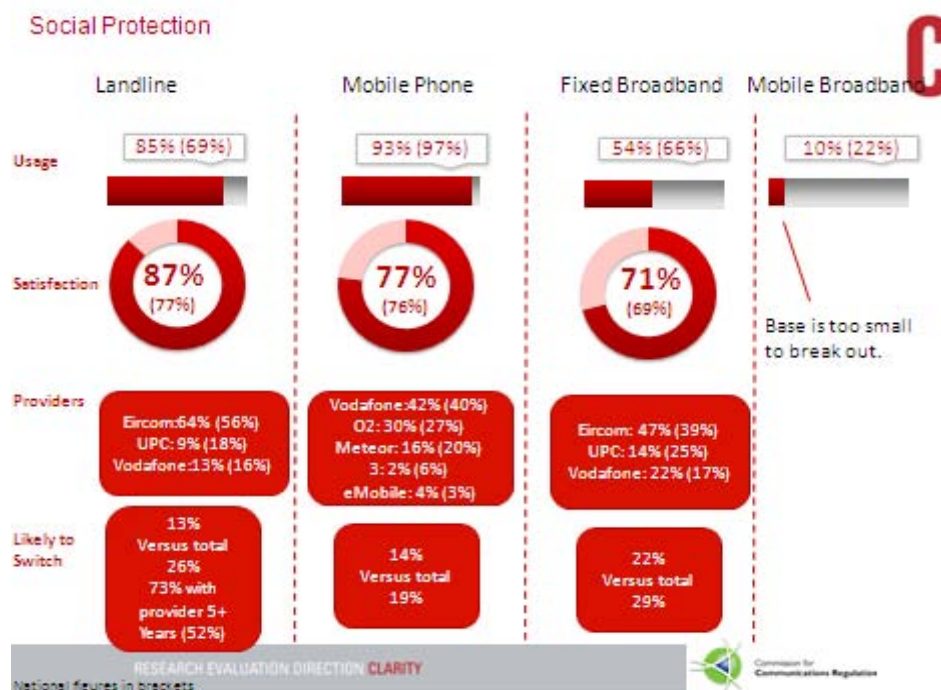 Social Protection
C
Landline
Mobile Phone
Fixed Broadband
Mobile Broadband
Usage
85% (69%)
93% (97%)
54% (66%)
10% (22%)
Satisfaction
87%
(77%)
77%
(76%)
71%
(69%)
Base is too small
to break out.
Providers
Eircom:64% (56%)
UPC: 9% (18%)
Vodafone:13% (16%)
Vodafone:42% (40%)
O2: 30% (27%)
Meteor: 16% (20%)
3: 2% (6%)
eMobile: 4% (3%)
Eircom: 47% (39%)
UPC: 14% (25%)
Vodafone: 22% (17%)
Likely to
Switch
13%
Versus total
26%
73% with
provider 5+
Years (52%)
14%
Versus total
19%
22%
Versus total
29%
RESEARCH EVALUATION DIRECTION CLARITY
Commission for
Communications Regulation
National figures in brackets